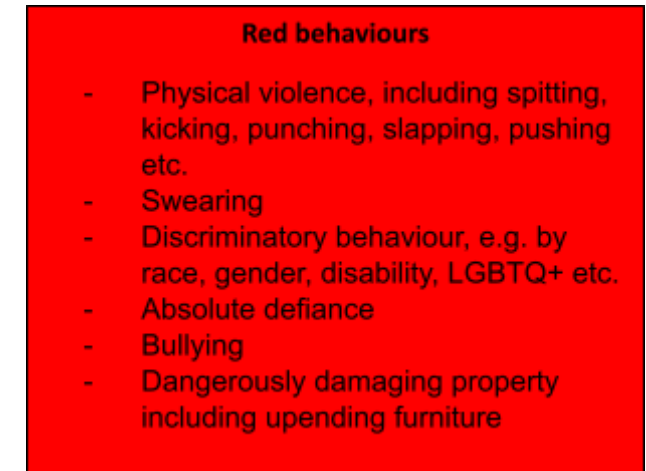 Red behaviours
- Physical violence, including spitting,
kicking, punching, slapping, pushing
etc.
- Swearing
- Discriminatory behaviour, e.g. by
race, gender, disability, LGBTQ+ etc.
- Absolute defiance
- Bullying
- Dangerously damaging property
including upending furniture